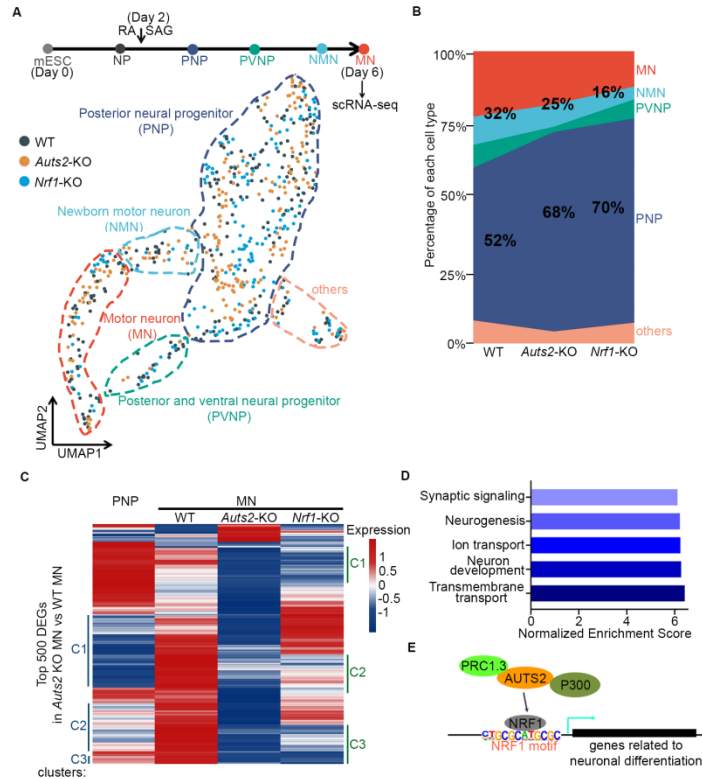 A
(Day 2)
RA SAG
mESC
(Day 0)
NP
PNP
PVNP
NMN
MN
(Day 6)
scRNA-seq
Posterior neural progenitor
(PNP)
WT
Auts2-KO
Nrf1-KO
Newborn motor neuron
(NMN)
others
Motor neuron
(MN)
Posterior and ventral neural progenitor
(PVNP)
UMAP2
UMAP1
B
Percentage of each cell type
100%
75%
50%
25%
0%
32%
25%
16%
52%
68%
70%
MN
NMN
PVNP
PNP
others
WT
Auts2-KO
Nrf1-KO
C
PNP
MN
WT
Auts2-KO
Nrf1-KO
Expression
1
0.5
0
-0.5
-1
Top 500 DEGs
in Auts2 KO MN vs WT MN
C1
C2
C3
clusters:
C1
C2
C3
D
Synaptic signaling
Neurogenesis
Ion transport
Neuron
development
Transmembrane
transport
0
2
4
6
Normalized Enrichment Score
E
PRC1.3
AUTS2
P300
NRF1
CTGCGCATGCGC
NRF1 motif
genes related to
neuronal differentiation